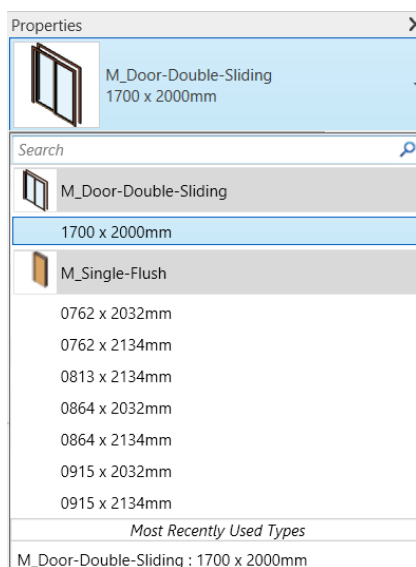 Properties
M_Door-Double-Sliding
1700 x 2000mm
Search
M_Door-Double-Sliding
1700 x 2000mm
M_Single-Flush
0762 x 2032mm
0762 x 2134mm
0813 x 2134mm
0864 x 2032mm
0864 x 2134mm
0915 x 2032mm
0915 x 2134mm
Most Recently Used Types
M_Door-Double-Sliding : 1700 x 2000mm